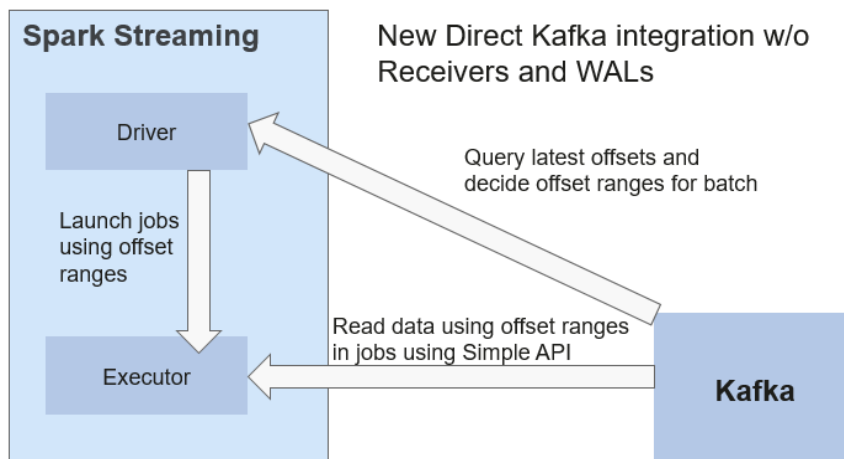 Spark Streaming
New Direct Kafka integration w/o
Receivers and WALs
Driver
Query latest offsets and
decide offset ranges for batch
Launch jobs
using offset
ranges
Read data using offset ranges
in jobs using Simple API
Executor
Kafka